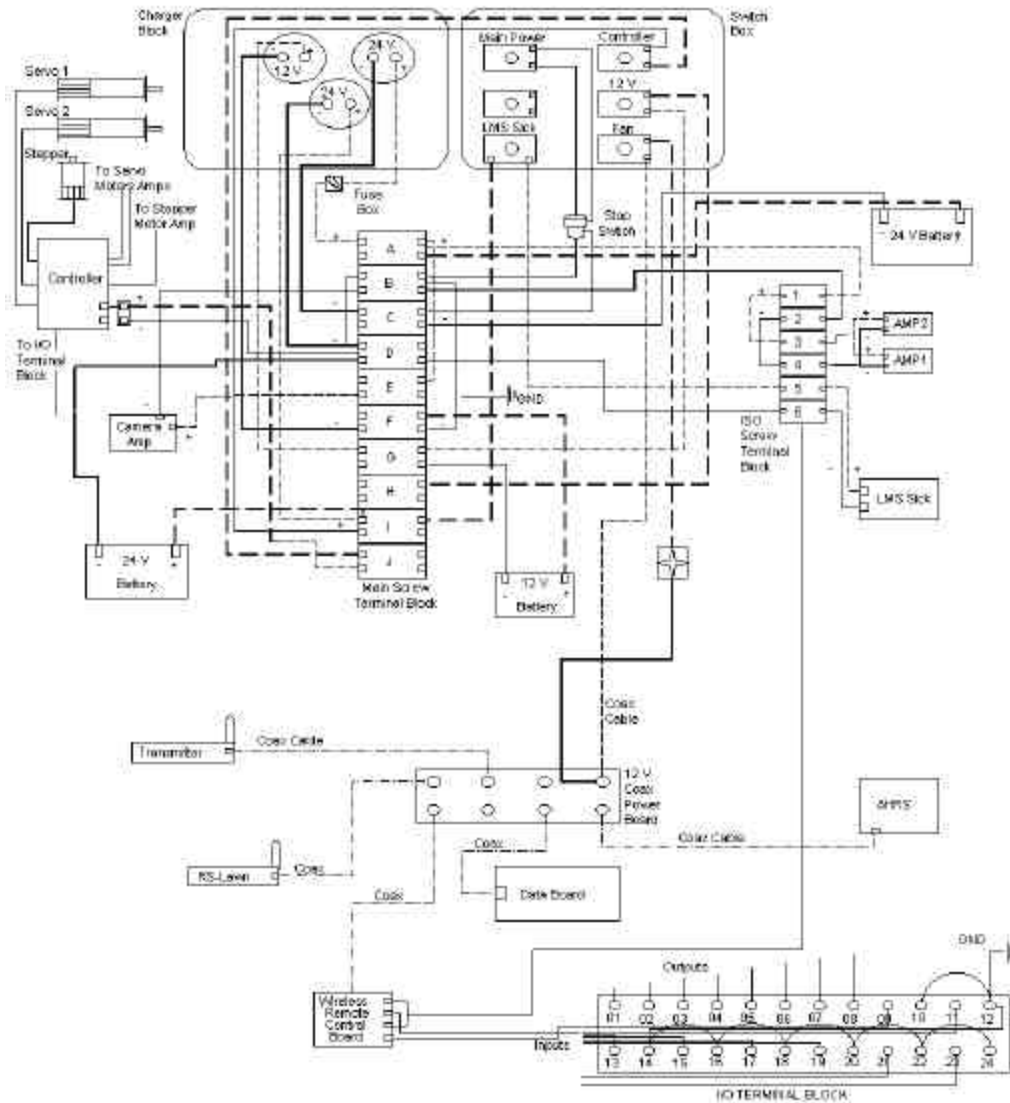 Charger
Block
Switch
Box
24 V
12 V
24 V
Main Power
Controller
12 V
LMS Sick
Fan
Servo 1
Servo 2
Stepper
To Servo
Motors Amps
To Stepper
Motor Amp
Controller
To I/O
Terminal
Block
Fuse
Box
Stop
Switch
24 V Battery
A
B
C
D
E
F
G
H
I
J
Main Screw
Terminal Block
1
2
3
4
5
6
AMP2
AMP1
ISO
Screw
Terminal
Block
GND
Camera
Amp
LMS Sick
24 V
Battery
12 V
Battery
Coax
Cable
Transmitter
Coax Cable
12 V
Coax
Power
Board
AHRS
Coax Cable
Coax
Coax
Coax
Data Board
Wireless
Remote
Control
Board
Outputs
Inputs
GND
01 02 03 04 05 06 07 08 09 10 11 12
13 14 15 16 17 18 19 20 21 22 23 24
I/O TERMINAL BLOCK